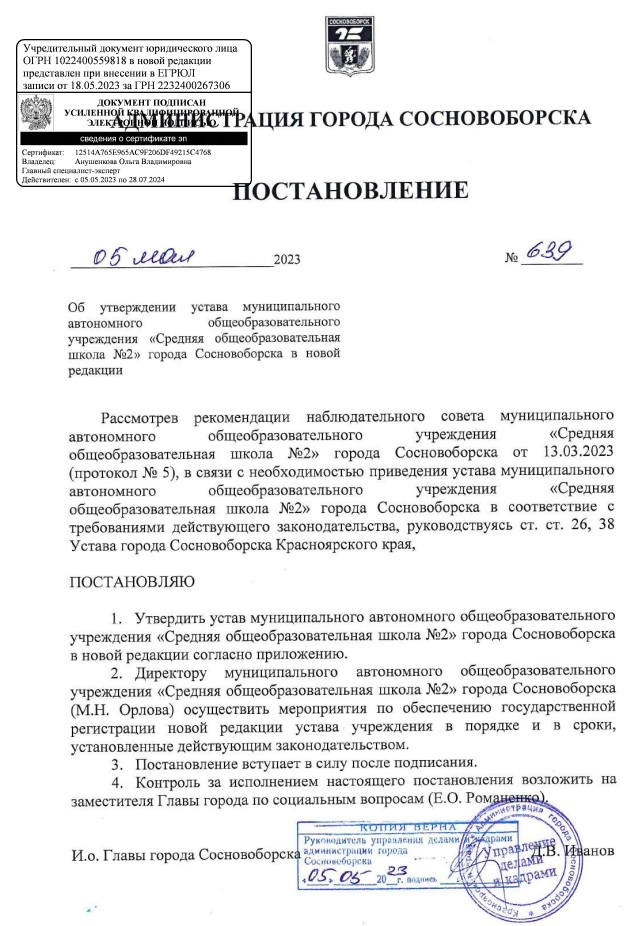 СОСНОВОБОРСК
Учредительный документ юридического лица
ОГРН 1022400559818 в новой редакции
представлен при внесении в ЕГРЮЛ
записи от 18.05.2023 за ГРН 2232400267306
ДОКУМЕНТ ПОДПИСАН
УСИЛЕННОЙ КВАЛИФИЦИРОВАННОЙ
ЭЛЕКТРОННОЙ ПОДПИСЬЮ
АДМИНИСТРАЦИЯ ГОРОДА СОСНОВОБОРСКА
сведения о сертификате эп
Сертификат: 12514A765E965AC9F206DF49215C4768
Владелец: Анушенкова Ольга Владимировна
Главный специалист-эксперт
Действителен: с 05.05.2023 по 28.07.2024
ПОСТАНОВЛЕНИЕ
05 мая 2023 № 639
Об утверждении устава муниципального
автономного общеобразовательного
учреждения «Средняя общеобразовательная
школа №2» города Сосновоборска в новой
редакции
Рассмотрев рекомендации наблюдательного совета муниципального
автономного общеобразовательного учреждения «Средняя
общеобразовательная школа №2» города Сосновоборска от 13.03.2023
(протокол № 5), в связи с необходимостью приведения устава муниципального
автономного общеобразовательного учреждения «Средняя
общеобразовательная школа №2» города Сосновоборска в соответствие с
требованиями действующего законодательства, руководствуясь ст. ст. 26, 38
Устава города Сосновоборска Красноярского края,
ПОСТАНОВЛЯЮ
1. Утвердить устав муниципального автономного общеобразовательного
учреждения «Средняя общеобразовательная школа №2» города Сосновоборска
в новой редакции согласно приложению.
2. Директору муниципального автономного общеобразовательного
учреждения «Средняя общеобразовательная школа №2» города Сосновоборска
(М.Н. Орлова) осуществить мероприятия по обеспечению государственной
регистрации новой редакции устава учреждения в порядке и в сроки,
установленные действующим законодательством.
3. Постановление вступает в силу после подписания.
4. Контроль за исполнением настоящего постановления возложить на
заместителя Главы города по социальным вопросам (Е.О. Романенко).
КОПИЯ ВЕРНА
Руководитель управления делами и кадрами
администрации города
Сосновоборска
«05» 05 2023 г. подпись
И.о. Главы города Сосновоборска Д.В. Иванов
Администрация города Сосновоборска
Управление
делами
и кадрами